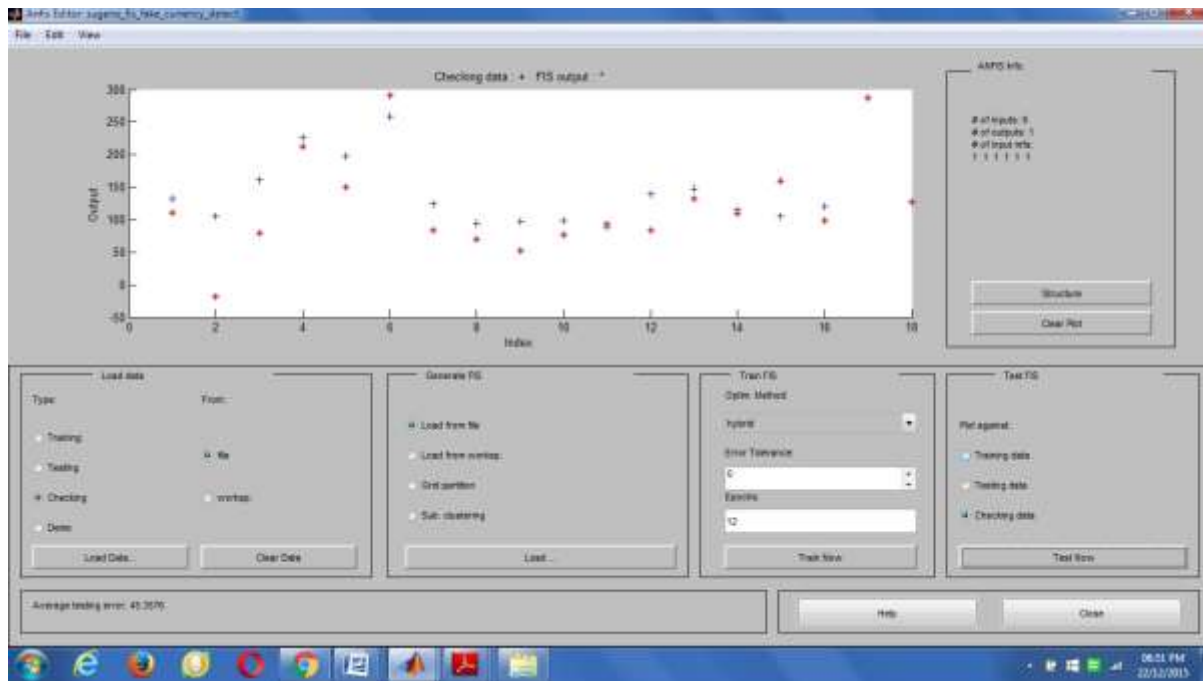 Anfis Editor: sugeno_fis_fake_currency_detect
File Edit View
Checking data : + FIS output : *
300
250
200
150
100
50
0
-50
Output
0 2 4 6 8 10 12 14 16 18
Index
ANFIS Info.
# of inputs: 6
# of outputs: 1
# of input mfs:
1 1 1 1 1 1
Structure
Clear Plot
Load data
Type:
From:
Training
Testing
Checking
Demo
file
worksp.
Load Data...
Clear Data
Generate FIS
Load from file
Load from worksp.
Grid partition
Sub. clustering
Load ...
Train FIS
Optim. Method:
hybrid
Error Tolerance:
0
Epochs:
12
Train Now
Test FIS
Plot against:
Training data
Testing data
Checking data
Test Now
Average testing error: 45.3576
Help
Close
06:51 PM
22/12/2015